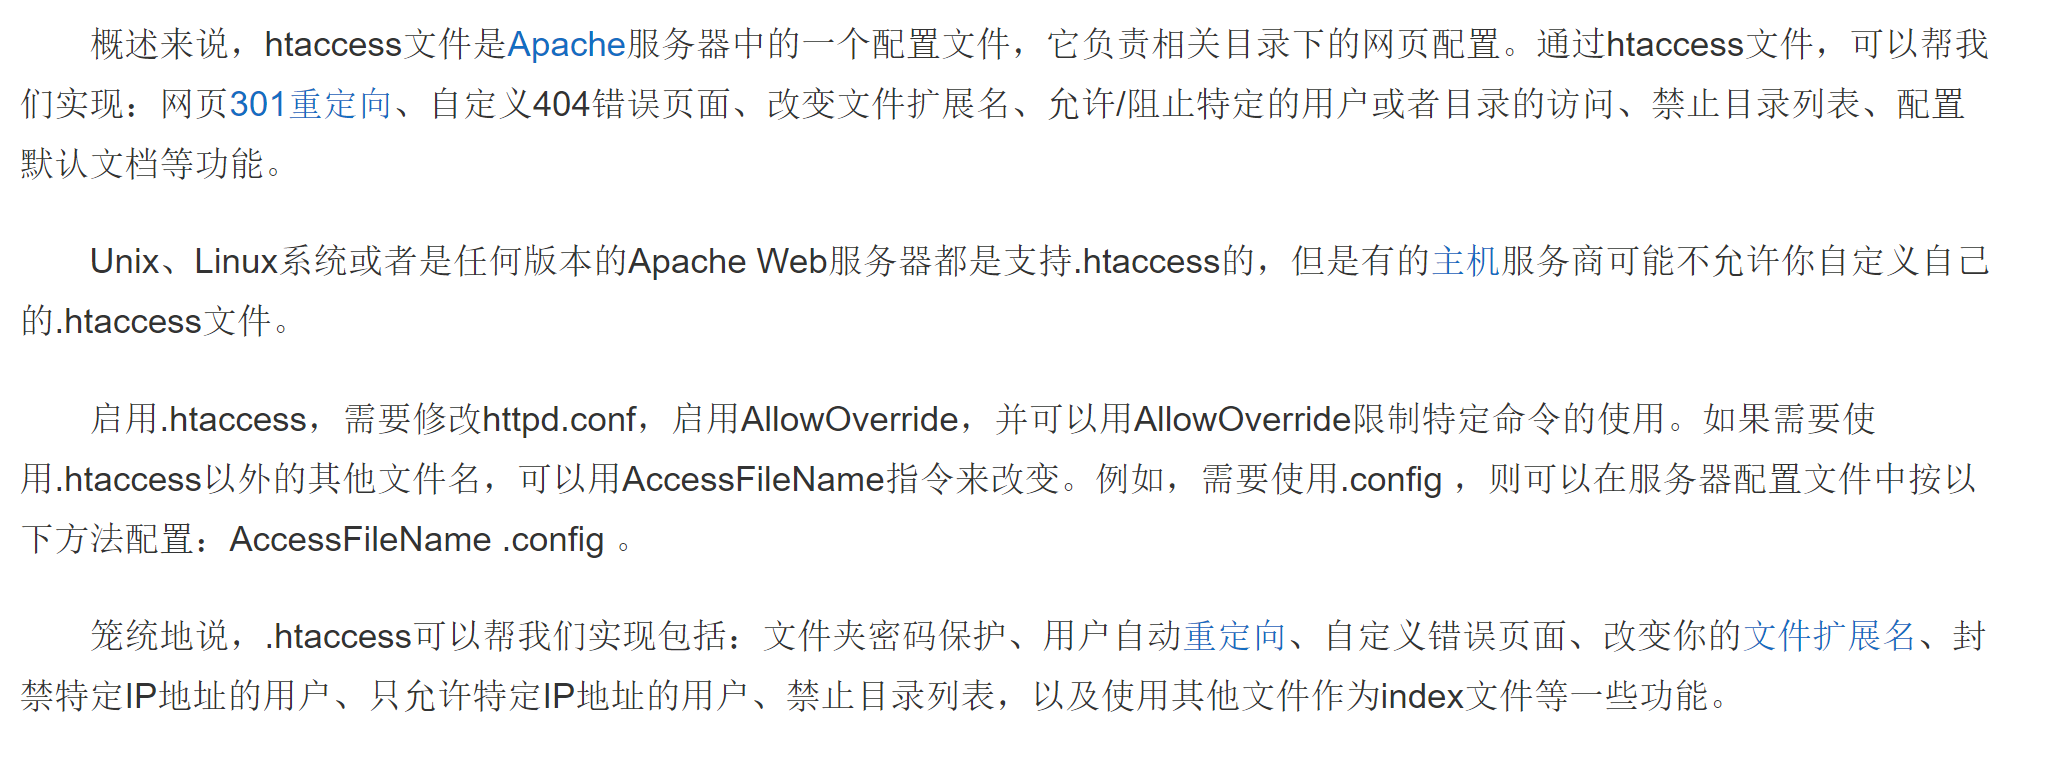 概述来说，htaccess文件是Apache服务器中的一个配置文件，它负责相关目录下的网页配置。通过htaccess文件，可以帮我
们实现：网页301重定向、自定义404错误页面、改变文件扩展名、允许/阻止特定的用户或者目录的访问、禁止目录列表、配置
默认文档等功能。
Unix、Linux系统或者是任何版本的Apache Web服务器都是支持.htaccess的，但是有的主机服务商可能不允许你自定义自己
的.htaccess文件。
启用.htaccess，需要修改httpd.conf，启用AllowOverride，并可以用AllowOverride限制特定命令的使用。如果需要使
用.htaccess以外的其他文件名，可以用AccessFileName指令来改变。例如，需要使用.config ，则可以在服务器配置文件中按以
下方法配置：AccessFileName .config 。
笼统地说，.htaccess可以帮我们实现包括：文件夹密码保护、用户自动重定向、自定义错误页面、改变你的文件扩展名、封
禁特定IP地址的用户、只允许特定IP地址的用户、禁止目录列表，以及使用其他文件作为index文件等一些功能。